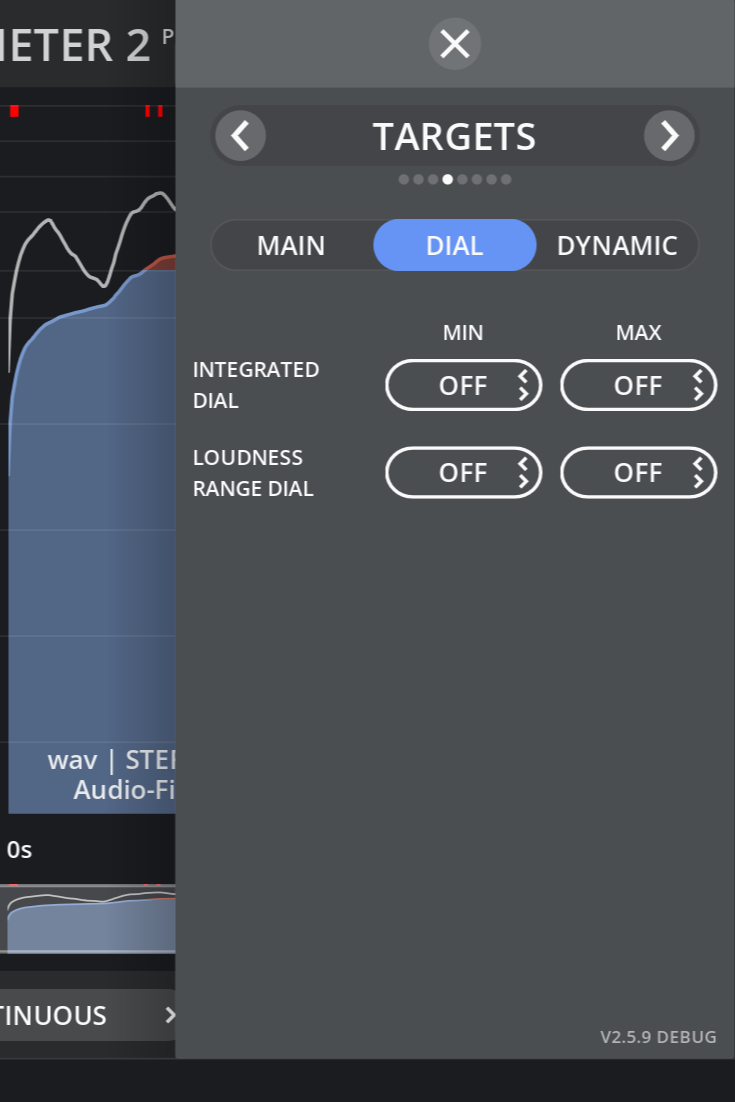 METER 2 P
TARGETS
MAIN DIAL DYNAMIC
MIN MAX
INTEGRATED
DIAL
OFF OFF
LOUDNESS
RANGE DIAL
OFF OFF
wav | STE
Audio-Fi
0s
TINUOUS
V2.5.9 DEBUG